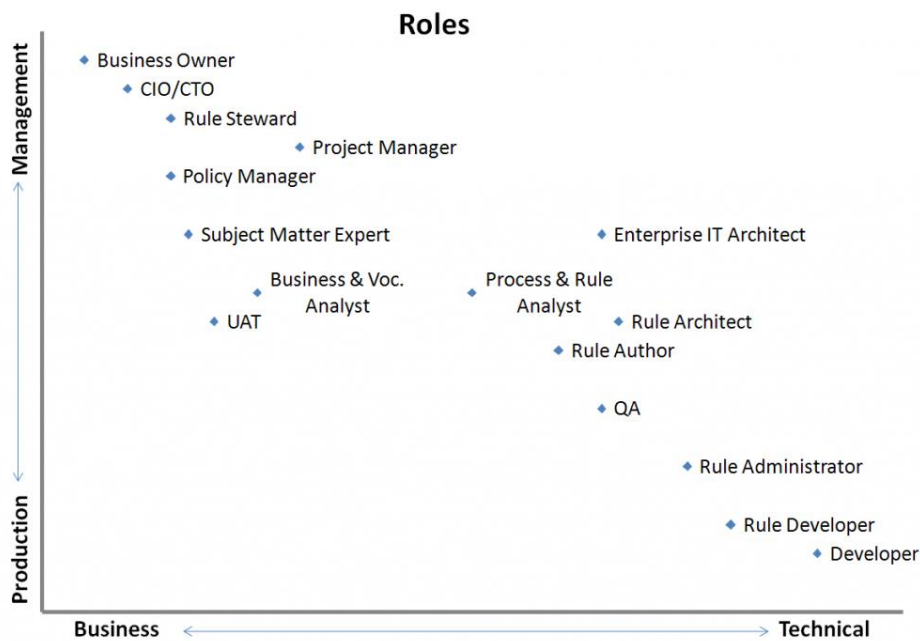 Roles
Management
Business Owner
CIO/CTO
Rule Steward
Project Manager
Policy Manager
Subject Matter Expert
Enterprise IT Architect
Business & Voc.
Analyst
Process & Rule
Analyst
UAT
Rule Architect
Rule Author
QA
Rule Administrator
Production
Rule Developer
Developer
Business
Technical